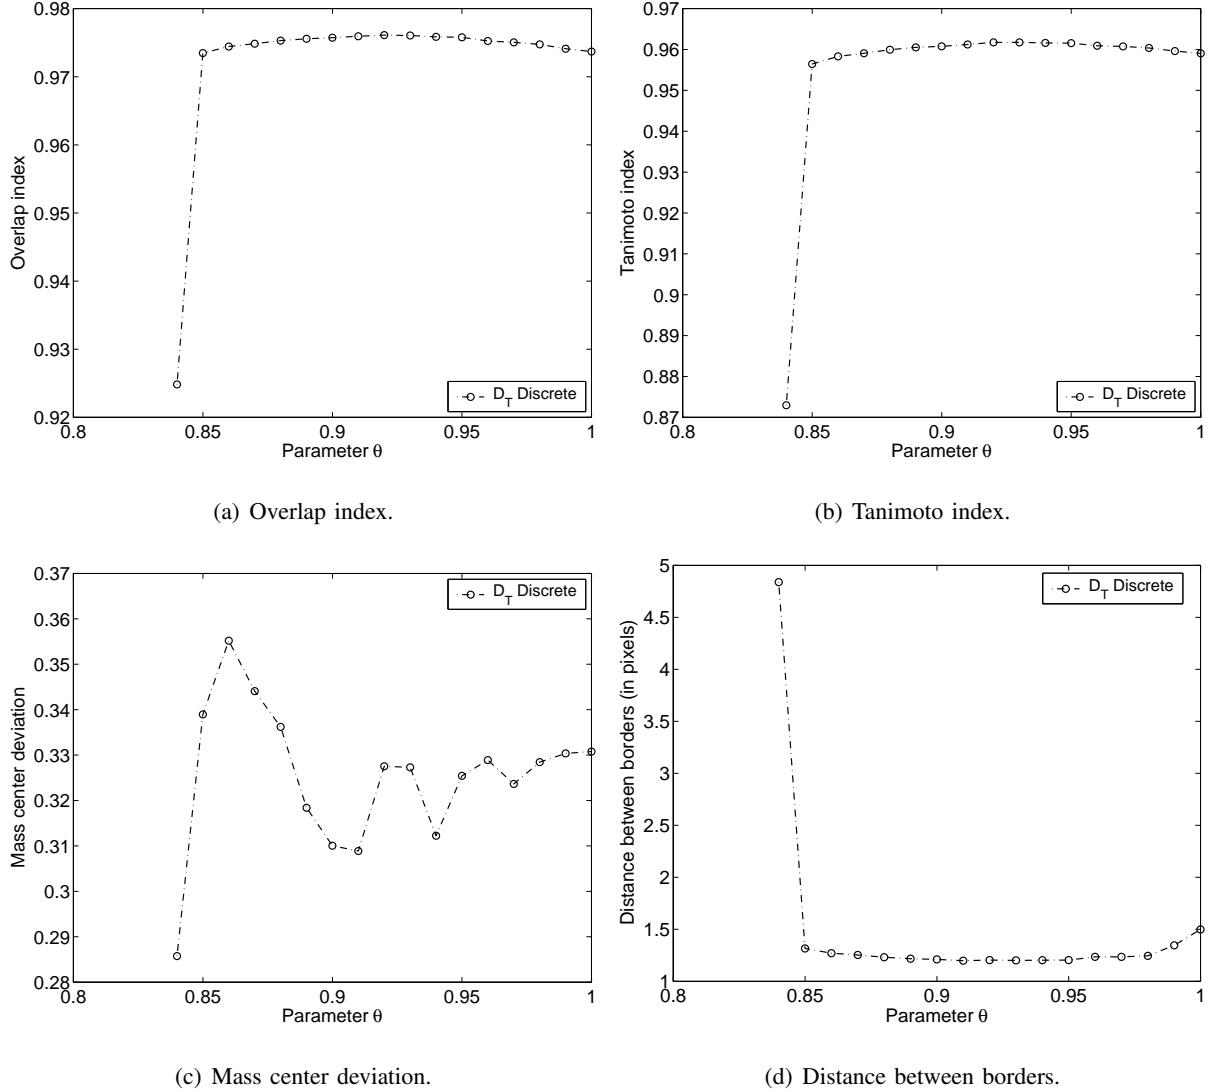 0.98
0.97
0.96
0.95
0.94
0.93
0.92
0.8 0.85 0.9 0.95 1
Overlap index
Parameter θ
D_T Discrete
(a) Overlap index.
0.97
0.96
0.95
0.94
0.93
0.92
0.91
0.9
0.89
0.88
0.87
0.8 0.85 0.9 0.95 1
Tanimoto index
Parameter θ
D_T Discrete
(b) Tanimoto index.
0.37
0.36
0.35
0.34
0.33
0.32
0.31
0.3
0.29
0.28
0.8 0.85 0.9 0.95 1
Mass center deviation
Parameter θ
D_T Discrete
(c) Mass center deviation.
5
4.5
4
3.5
3
2.5
2
1.5
1
0.8 0.85 0.9 0.95 1
Distance between borders (in pixels)
Parameter θ
D_T Discrete
(d) Distance between borders.